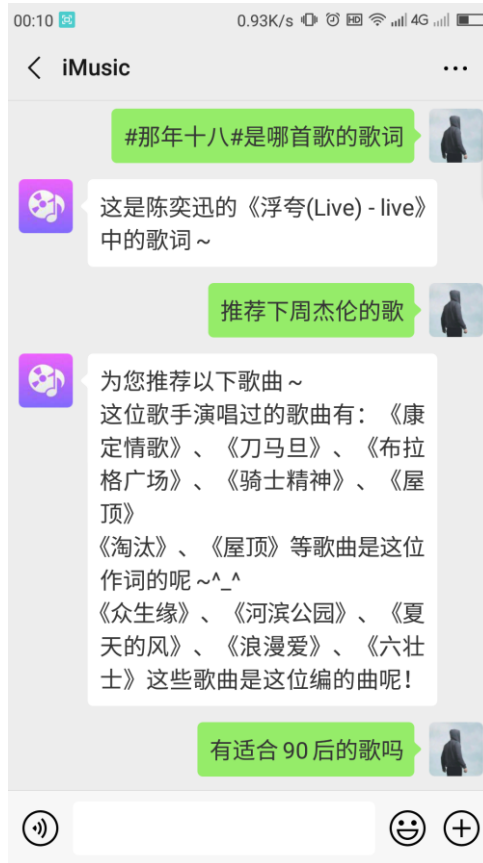 00:10 0.93K/s HD 4G
iMusic
#那年十八#是哪首歌的歌词
这是陈奕迅的《浮夸(Live) - live》
中的歌词～
推荐下周杰伦的歌
为您推荐以下歌曲～
这位歌手演唱过的歌曲有：《康
定情歌》、《刀马旦》、《布拉
格广场》、《骑士精神》、《屋
顶》
《淘汰》、《屋顶》等歌曲是这位
作词的呢～^_^
《众生缘》、《河滨公园》、《夏
天的风》、《浪漫爱》、《六壮
士》这些歌曲是这位编的曲呢！
有适合 90 后的歌吗